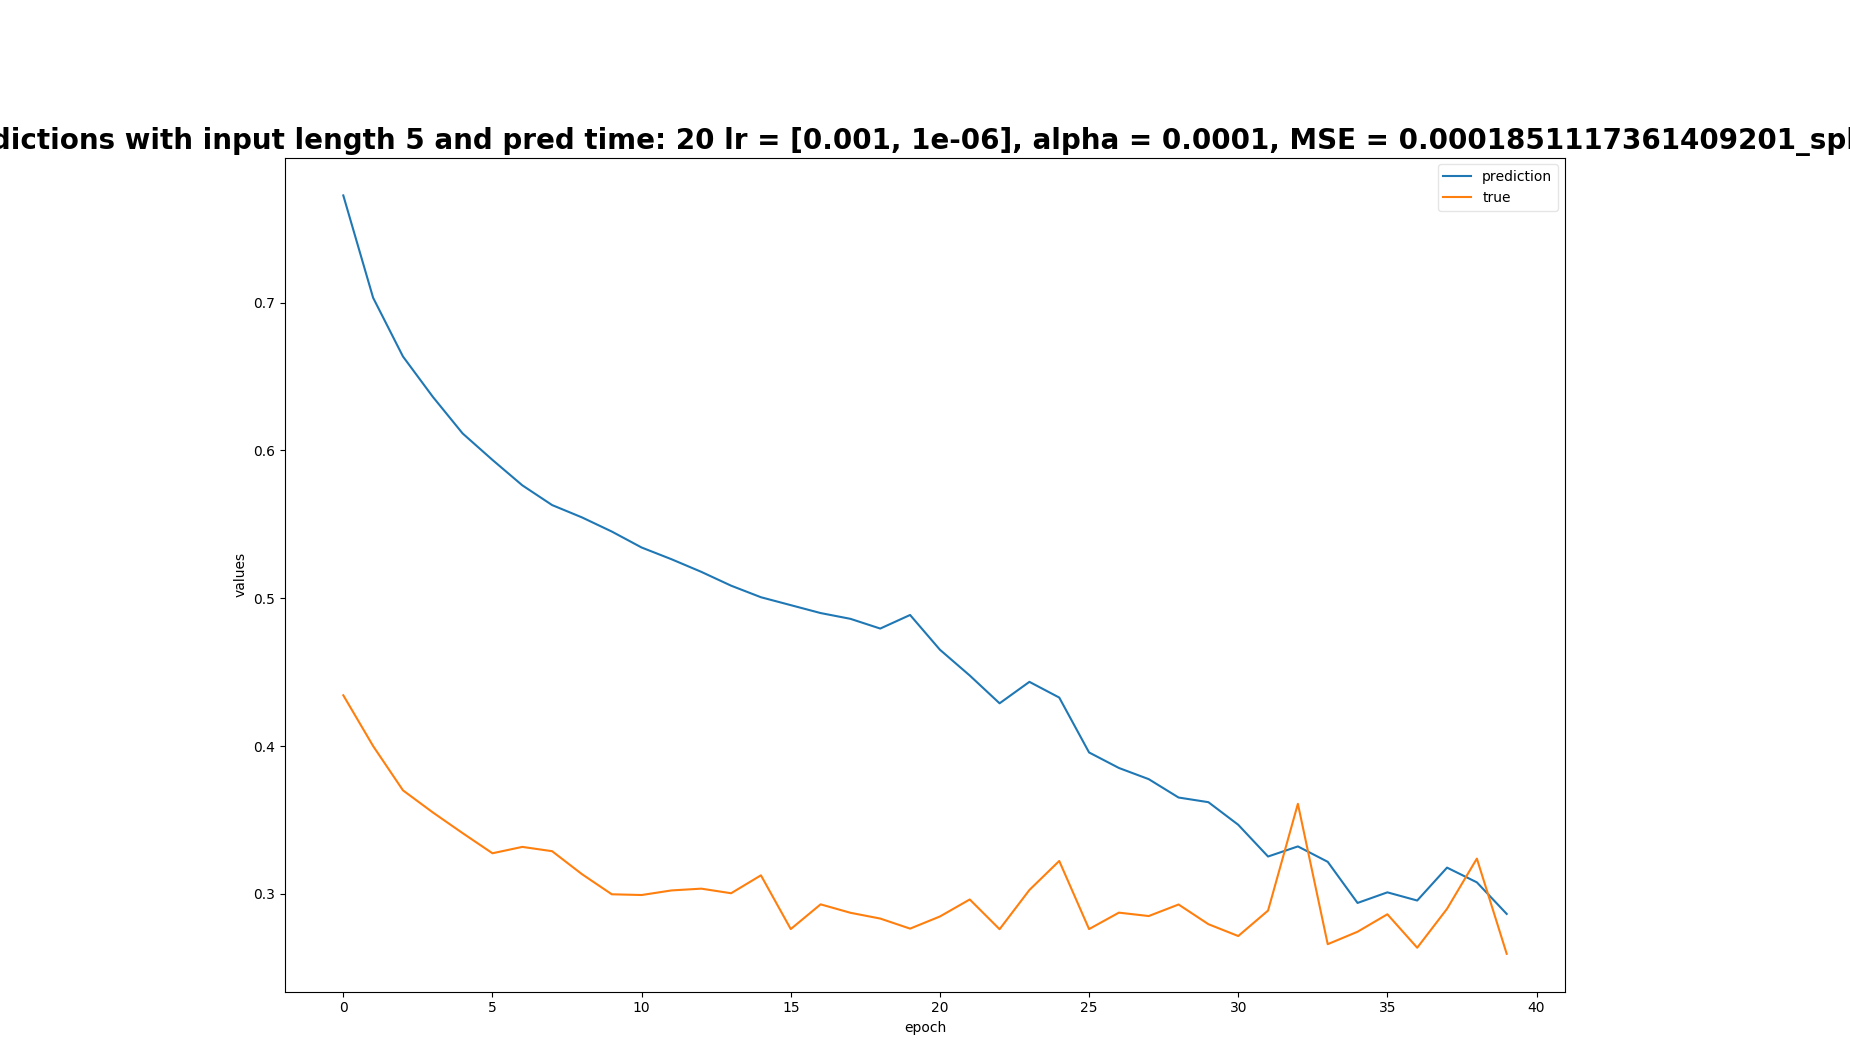 dictions with input length 5 and pred time: 20 lr = [0.001, 1e-06], alpha = 0.0001, MSE = 0.0001851117361409201_spl
prediction
true
0.7
0.6
0.5
0.4
0.3
values
0 5 10 15 20 25 30 35 40
epoch